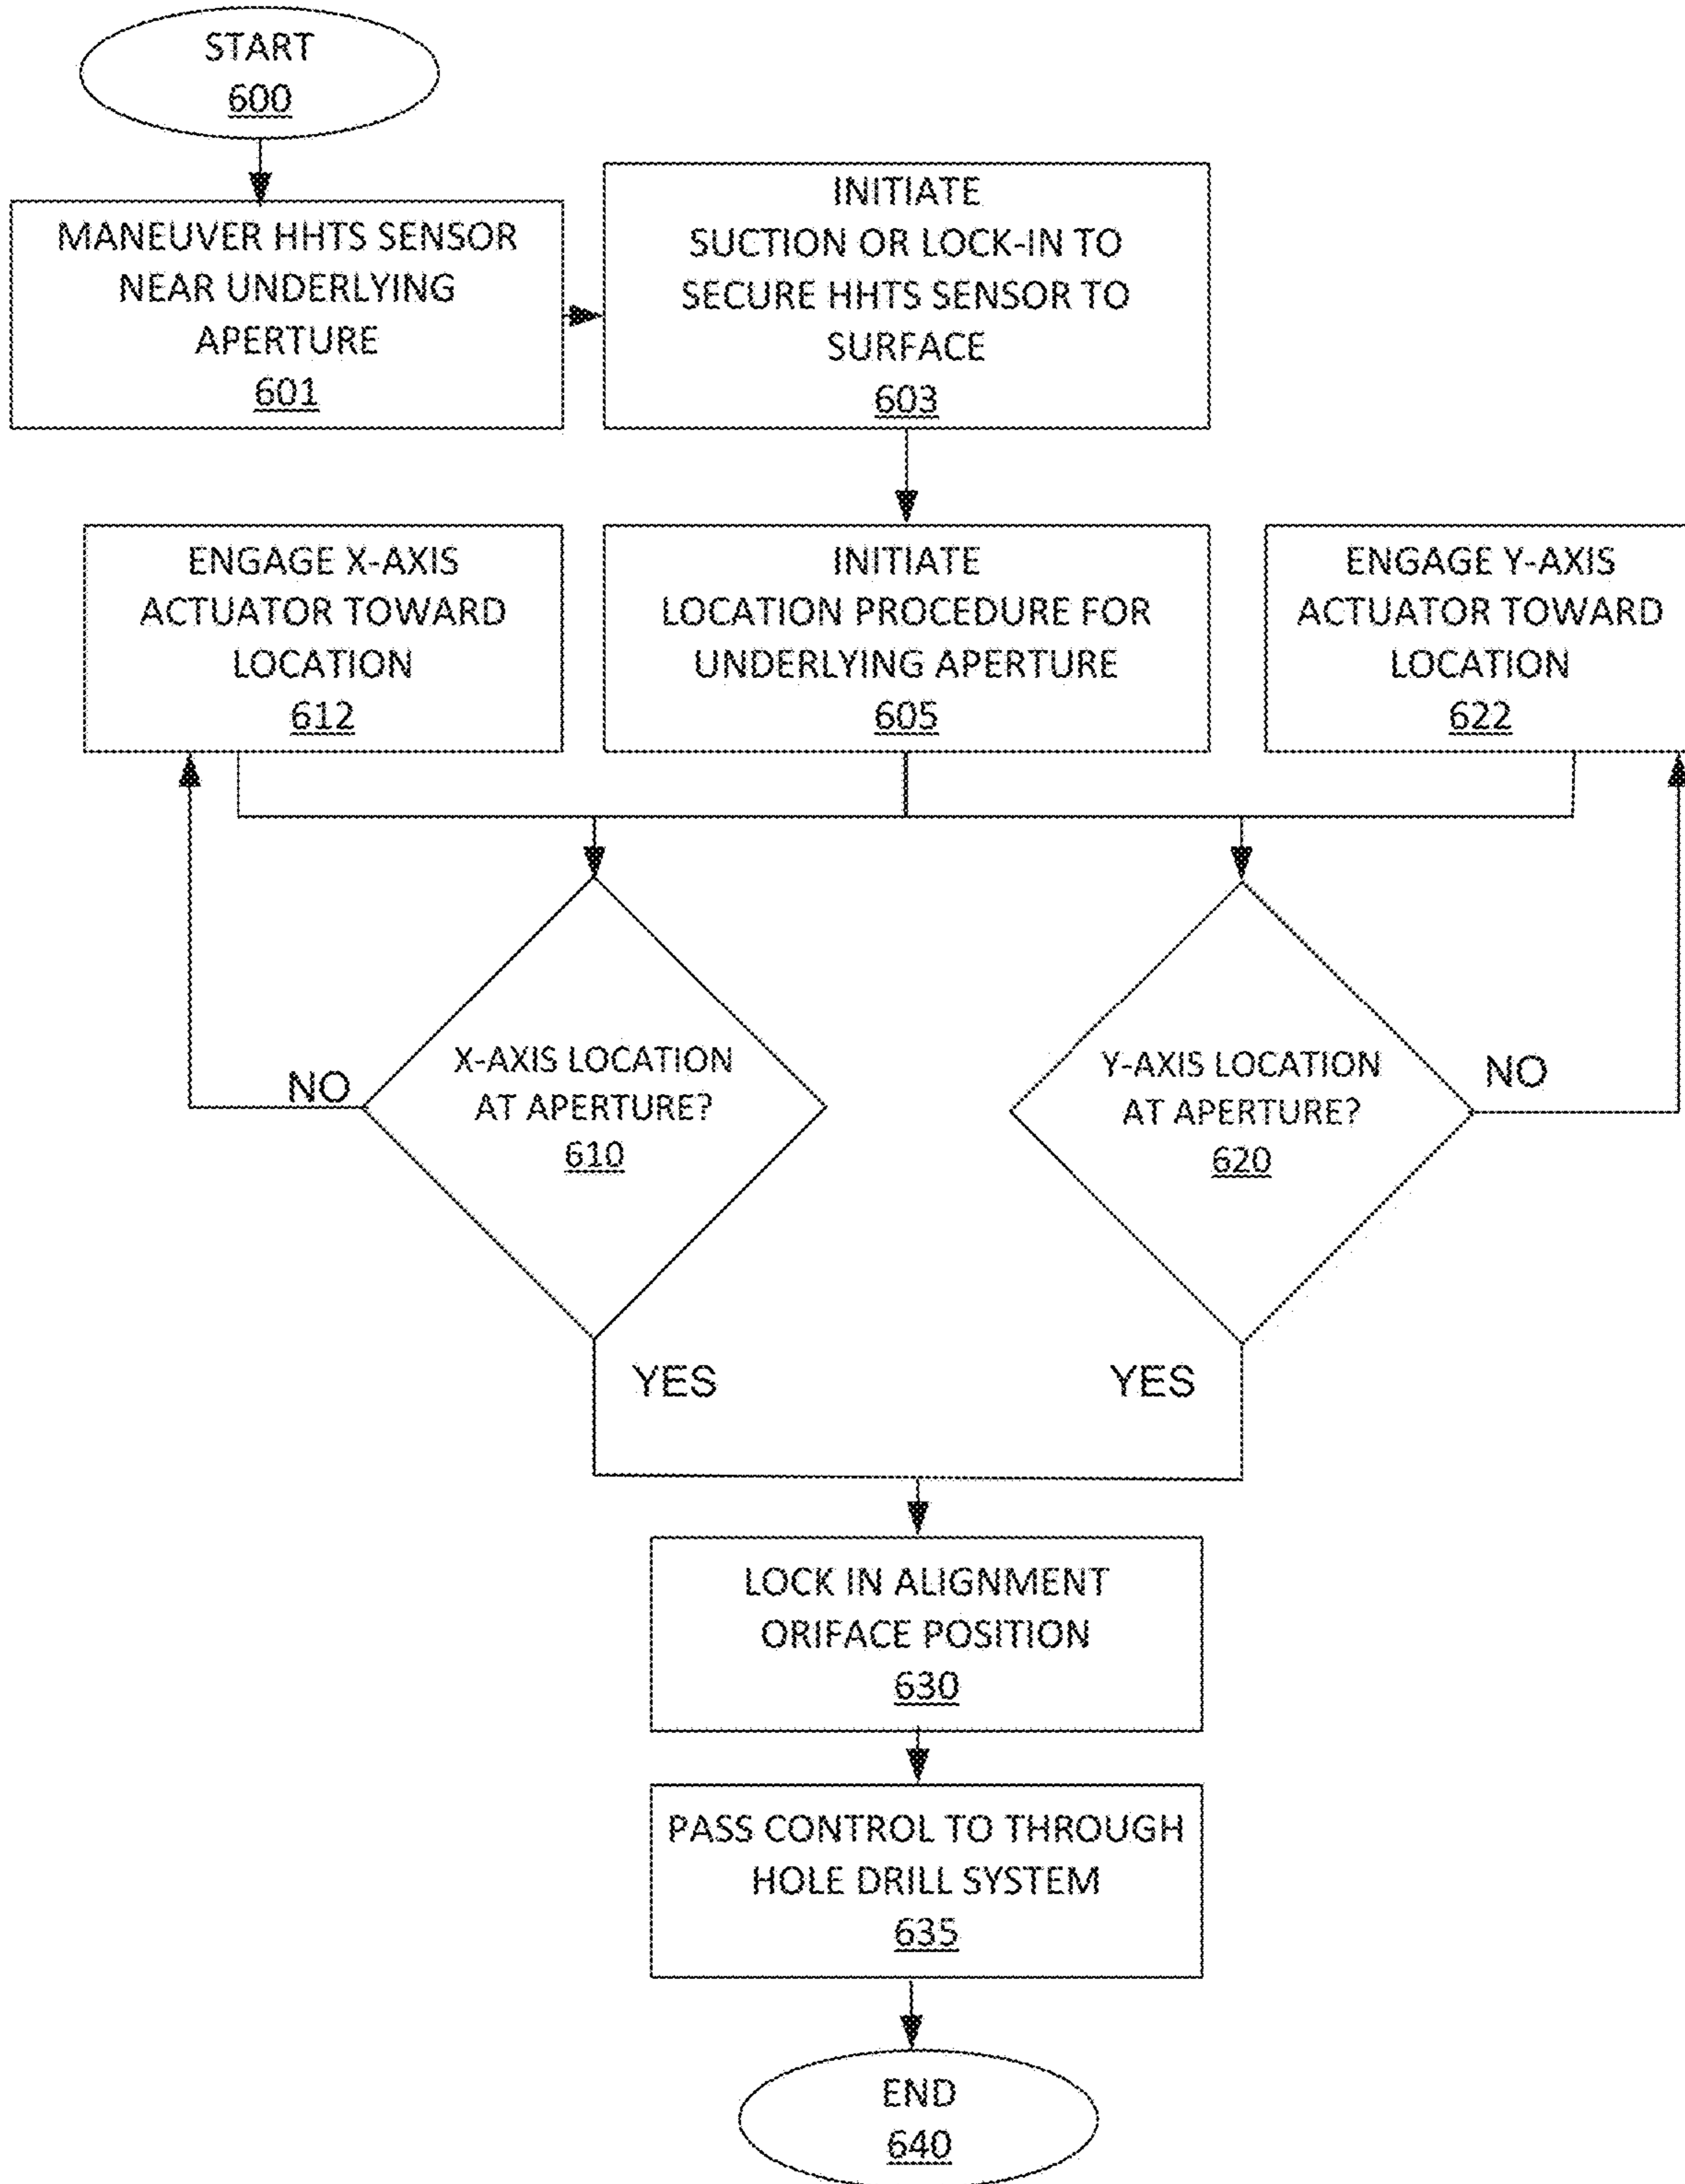 START
600
MANEUVER HHTS SENSOR
NEAR UNDERLYING
APERTURE
601
INITIATE
SUCTION OR LOCK-IN TO
SECURE HHTS SENSOR TO
SURFACE
603
ENGAGE X-AXIS
ACTUATOR TOWARD
LOCATION
612
INITIATE
LOCATION PROCEDURE FOR
UNDERLYING APERTURE
605
ENGAGE Y-AXIS
ACTUATOR TOWARD
LOCATION
622
NO
X-AXIS LOCATION
AT APERTURE?
610
Y-AXIS LOCATION
AT APERTURE?
620
NO
YES
YES
LOCK IN ALIGNMENT
ORIFACE POSITION
630
PASS CONTROL TO THROUGH
HOLE DRILL SYSTEM
635
END
640